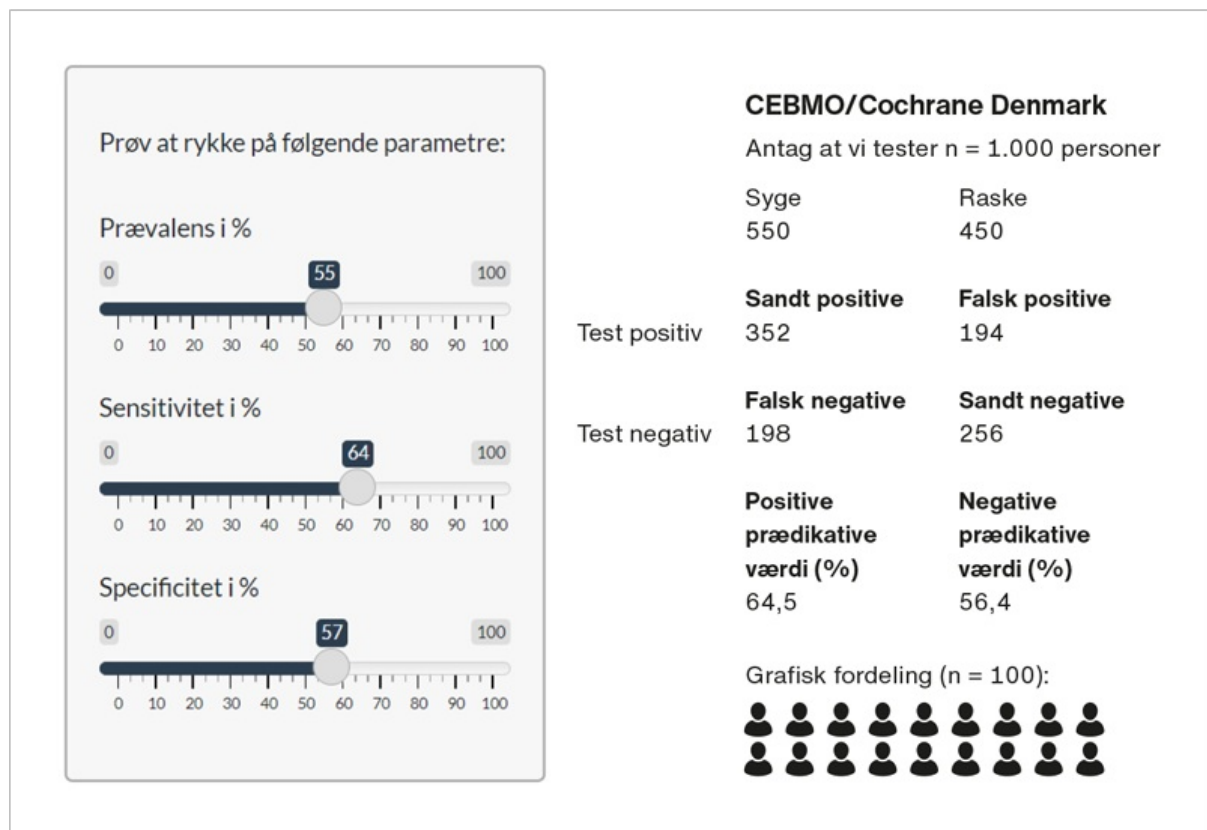 Prøv at rykke på følgende parametre:
Prævalens i %
0 55 100
0 10 20 30 40 50 60 70 80 90 100
Sensitivitet i %
0 64 100
0 10 20 30 40 50 60 70 80 90 100
Specificitet i %
0 57 100
0 10 20 30 40 50 60 70 80 90 100
CEBMO/Cochrane Denmark
Antag at vi tester n = 1.000 personer
Syge Raske
550 450
Sandt positive Falsk positive
Test positiv 352 194
Falsk negative Sandt negative
Test negativ 198 256
Positive Negative
prædikative prædikative
værdi (%) værdi (%)
64,5 56,4
Grafisk fordeling (n = 100):